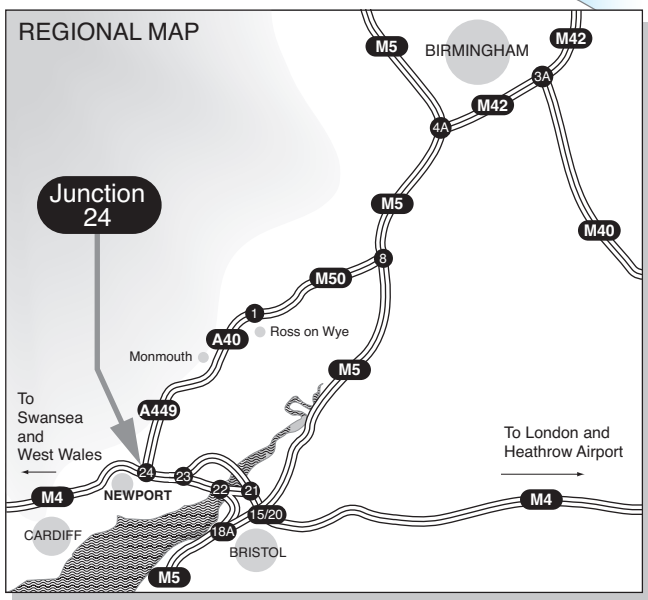 REGIONAL MAP
M5
BIRMINGHAM
M42
3A
M42
4A
Junction
24
M5
M40
8
M50
1
Ross on Wye
A40
Monmouth
M5
A449
To
Swansea
and
West Wales
To London and
Heathrow Airport
24
23
22
21
NEWPORT
M4
M4
15/20
18A
CARDIFF
BRISTOL
M5